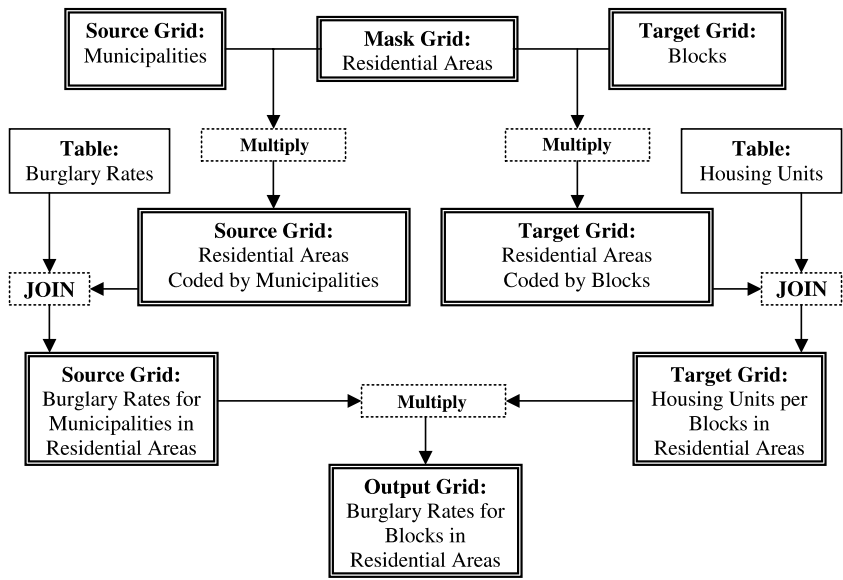 Source Grid:
Municipalities
Mask Grid:
Residential Areas
Target Grid:
Blocks
Table:
Burglary Rates
Multiply
Multiply
Table:
Housing Units
Source Grid:
Residential Areas
Coded by Municipalities
Target Grid:
Residential Areas
Coded by Blocks
JOIN
JOIN
Source Grid:
Burglary Rates for
Municipalities in
Residential Areas
Multiply
Target Grid:
Housing Units per
Blocks in
Residential Areas
Output Grid:
Burglary Rates for
Blocks in
Residential Areas